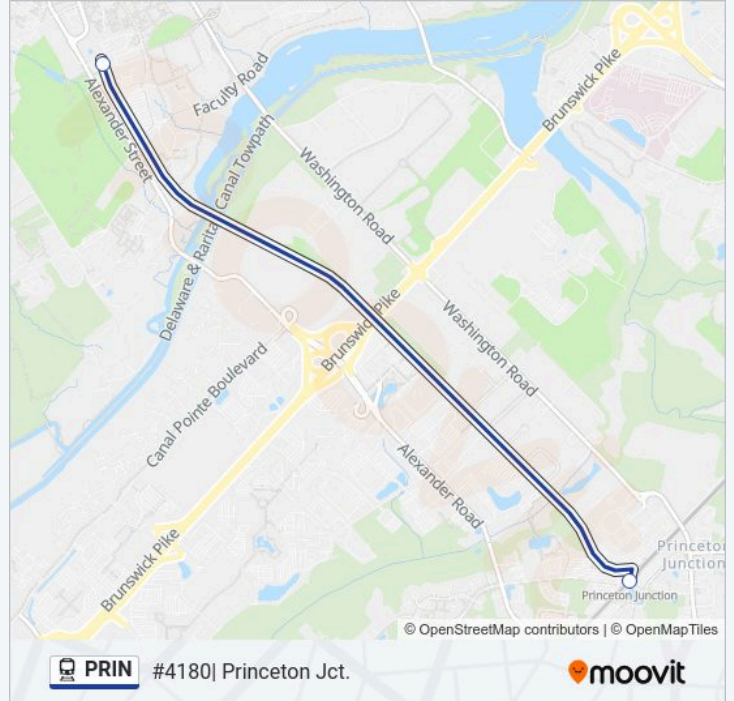 Faculty Road
Alexander Street
Brunswick Pike
Delaware & Raritan Canal Towpath
Washington Road
Brunswick Pike
Washington Road
Canal Pointe Boulevard
Alexander Road
Brunswick Pike
Princeton
Junction
Princeton Junction
© OpenStreetMap contributors | © OpenMapTiles
PRIN #4180| Princeton Jct.
moovit